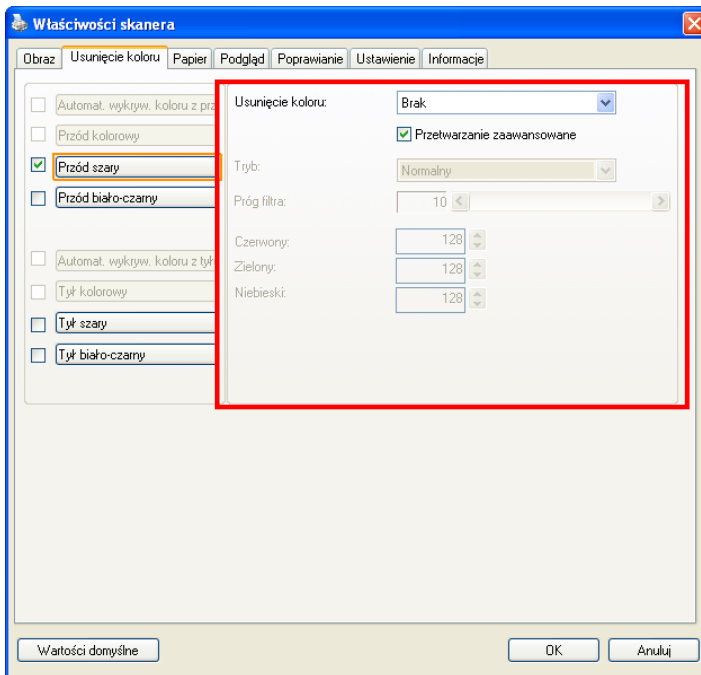 Właściwości skanera
Obraz Usunięcie koloru Papier Podgląd Poprawianie Ustawienie Informacje
Automat. wykryw. koloru z prz
Przód kolorowy
Przód szary
Przód biało-czarny
Automat. wykryw. koloru z tył
Tył kolorowy
Tył szary
Tył biało-czarny
Usunięcie koloru: Brak
Przetwarzanie zaawansowane
Tryb: Normalny
Próg filtra: 10
Czerwony: 128
Zielony: 128
Niebieski: 128
Wartości domyślne OK Anuluj